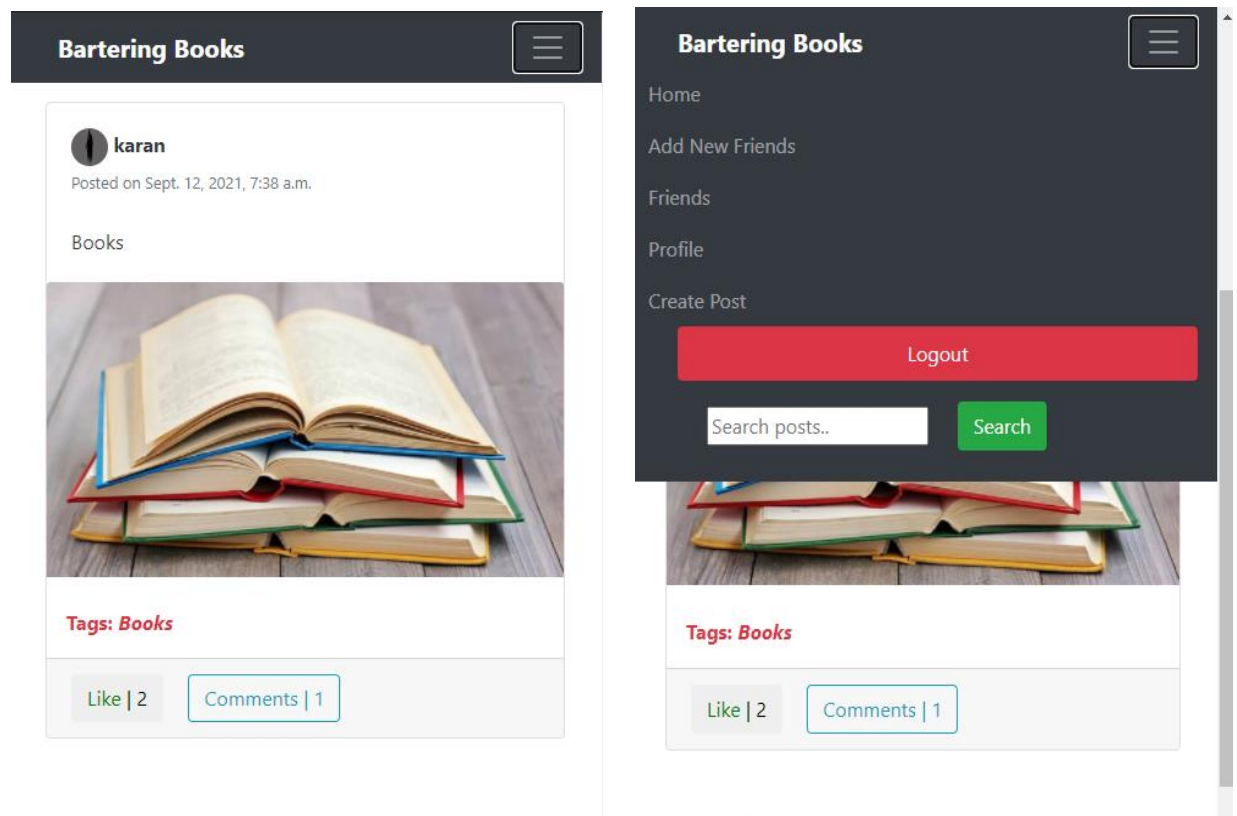 Bartering Books
karan
Posted on Sept. 12, 2021, 7:38 a.m.
Books
Tags: Books
Like | 2
Comments | 1
Bartering Books
Home
Add New Friends
Friends
Profile
Create Post
Logout
Search posts..
Search
Tags: Books
Like | 2
Comments | 1